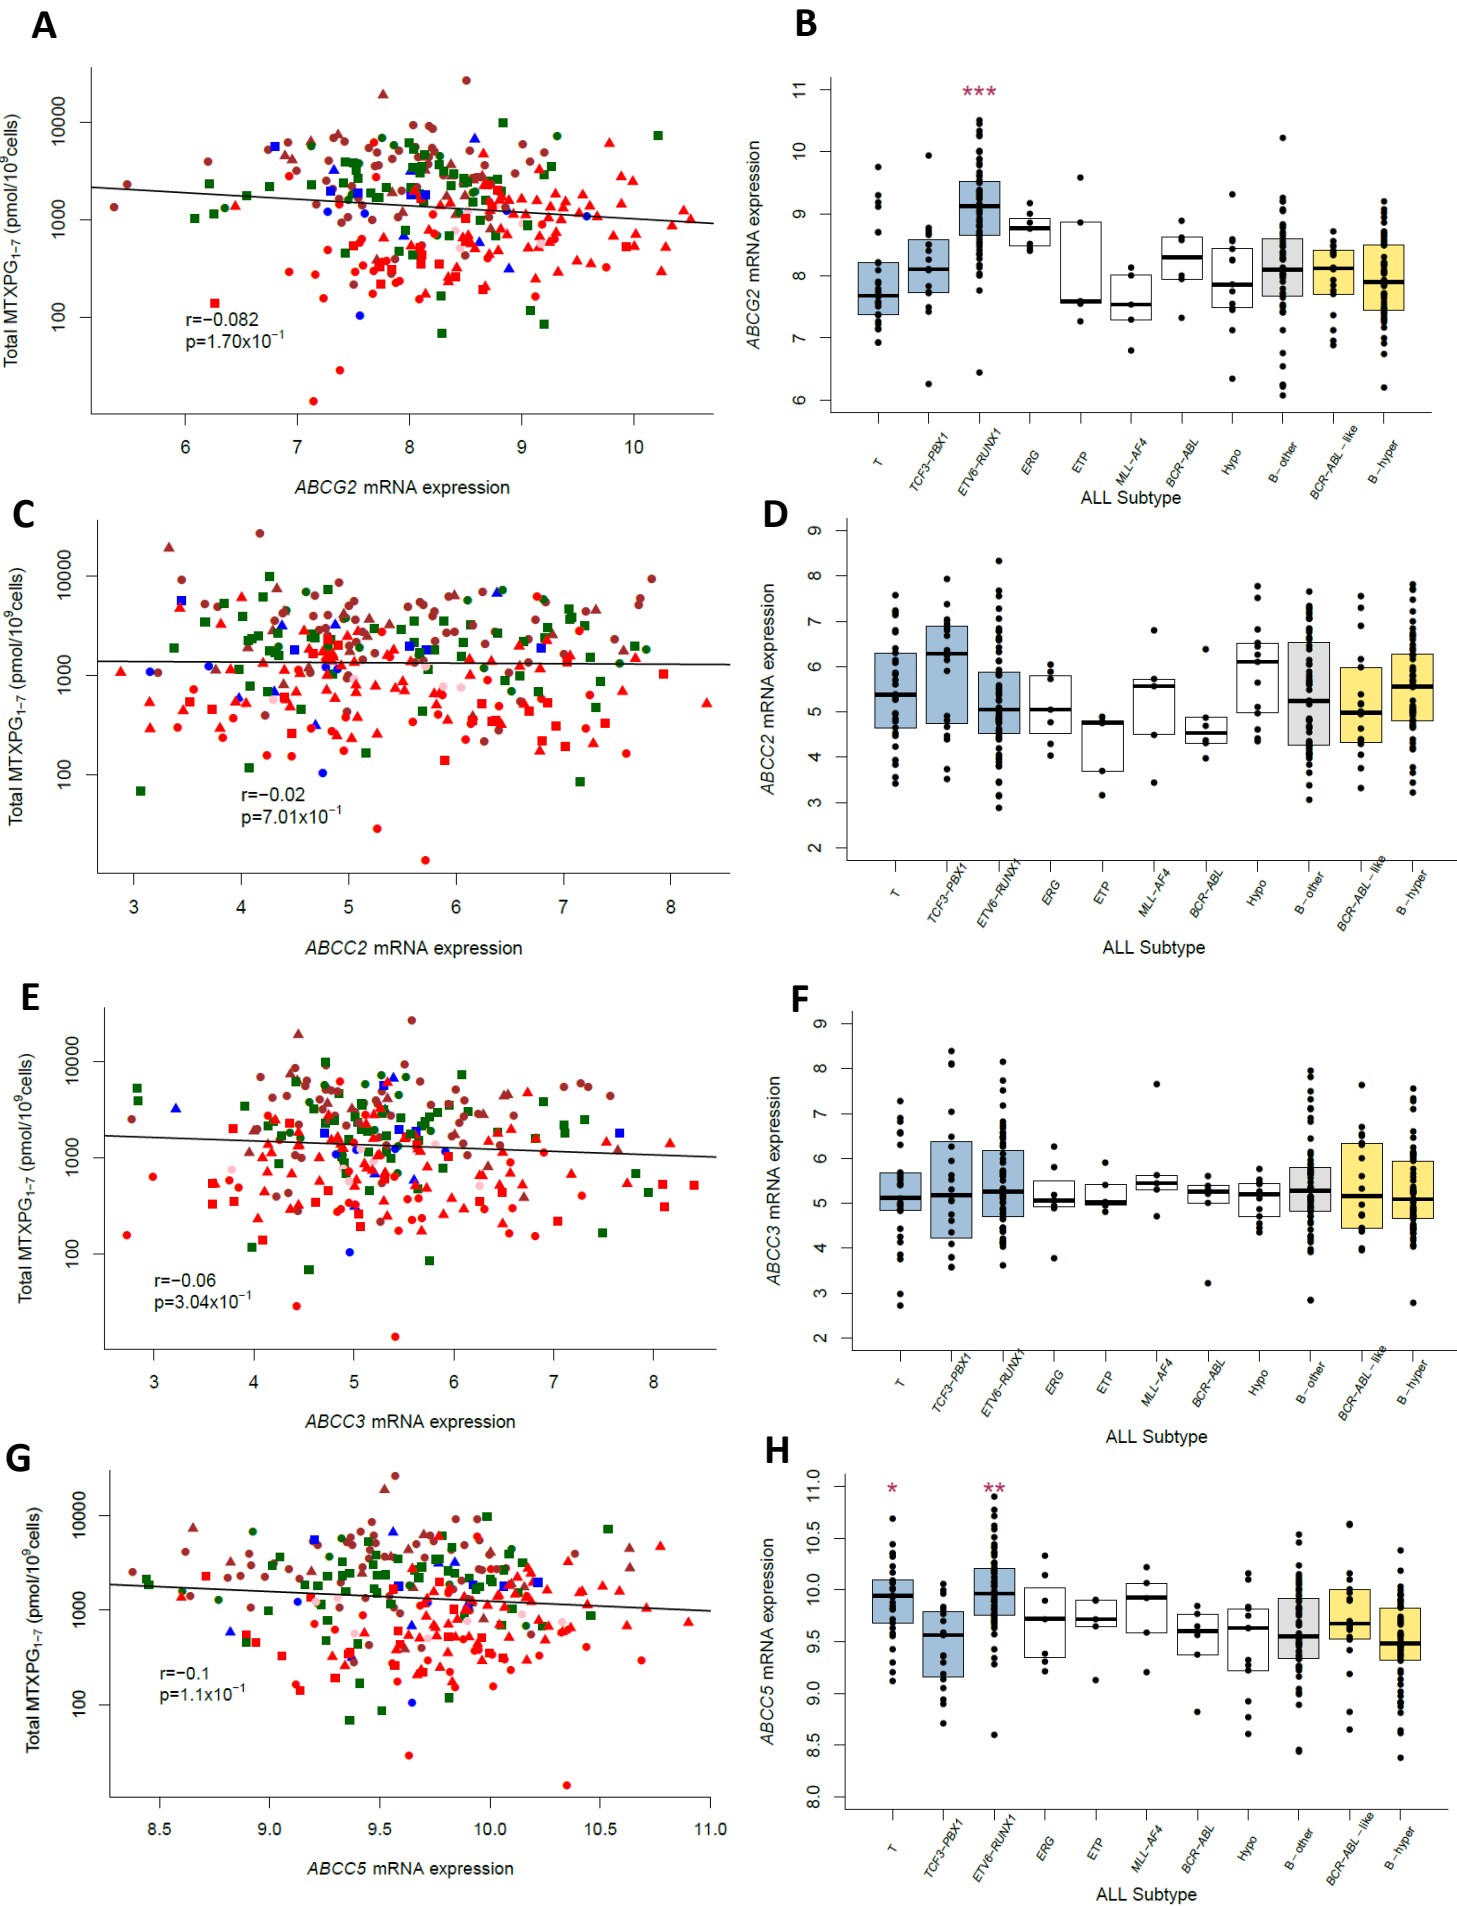 A
Total MTXPG1−7 (pmol/10^9cells)
10000
1000
100
r=−0.082
p=1.70x10^−1
6 7 8 9 10
ABCG2 mRNA expression
B
***
ABCG2 mRNA expression
11
10
9
8
7
6
T TCF3−PBX1 ETV6−RUNX1 ERG ETP MLL−AF4 BCR−ABL Hypo B−other BCR−ABL−like B−hyper
ALL Subtype
C
Total MTXPG1−7 (pmol/10^9cells)
10000
1000
100
r=−0.02
p=7.01x10^−1
3 4 5 6 7 8
ABCC2 mRNA expression
D
ABCC2 mRNA expression
9
8
7
6
5
4
3
2
T TCF3−PBX1 ETV6−RUNX1 ERG ETP MLL−AF4 BCR−ABL Hypo B−other BCR−ABL−like B−hyper
ALL Subtype
E
Total MTXPG1−7 (pmol/10^9cells)
10000
1000
100
r=−0.06
p=3.04x10^−1
3 4 5 6 7 8
ABCC3 mRNA expression
F
ABCC3 mRNA expression
9
8
7
6
5
4
3
2
T TCF3−PBX1 ETV6−RUNX1 ERG ETP MLL−AF4 BCR−ABL Hypo B−other BCR−ABL−like B−hyper
ALL Subtype
G
Total MTXPG1−7 (pmol/10^9cells)
10000
1000
100
r=−0.1
p=1.1x10^−1
8.5 9.0 9.5 10.0 10.5 11.0
ABCC5 mRNA expression
H
* **
ABCC5 mRNA expression
11.0
10.5
10.0
9.5
9.0
8.5
8.0
T TCF3−PBX1 ETV6−RUNX1 ERG ETP MLL−AF4 BCR−ABL Hypo B−other BCR−ABL−like B−hyper
ALL Subtype